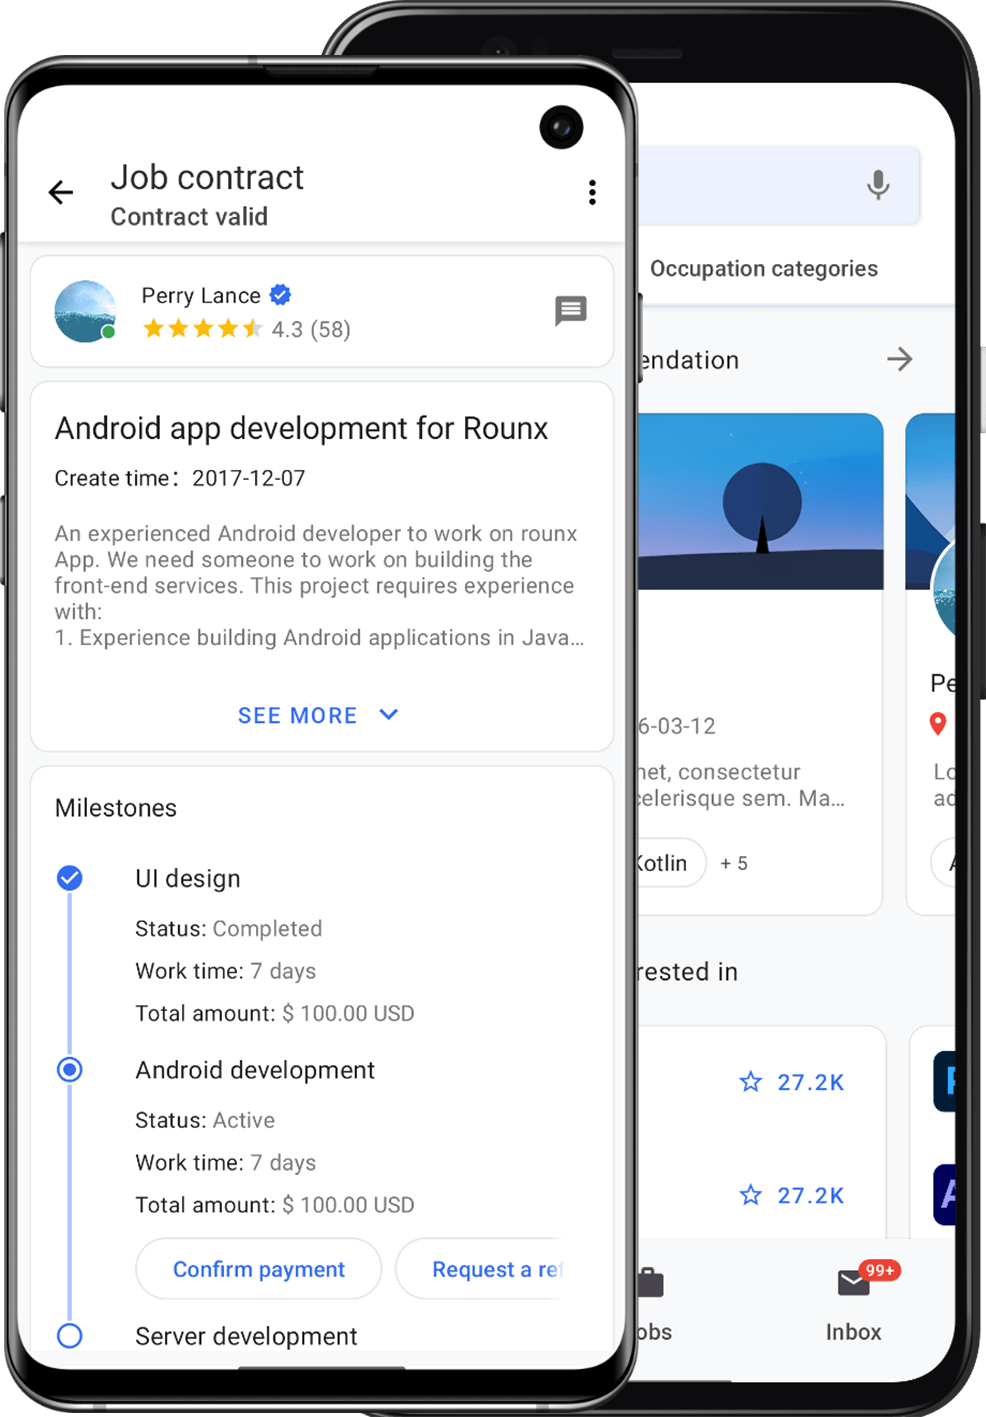 Job contract
Contract valid
Perry Lance
4.3 (58)
Android app development for Rounx
Create time： 2017-12-07
An experienced Android developer to work on rounx
App. We need someone to work on building the
front-end services. This project requires experience
with:
1. Experience building Android applications in Java...
SEE MORE
Milestones
UI design
Status: Completed
Work time: 7 days
Total amount: $ 100.00 USD
Android development
Status: Active
Work time: 7 days
Total amount: $ 100.00 USD
Confirm payment
Request a ref
Server development
Occupation categories
endation
6-03-12
net, consectetur
celerisque sem. Ma...
Kotlin
+ 5
rested in
27.2K
27.2K
obs
99+
Inbox
Pe
Lo
ad